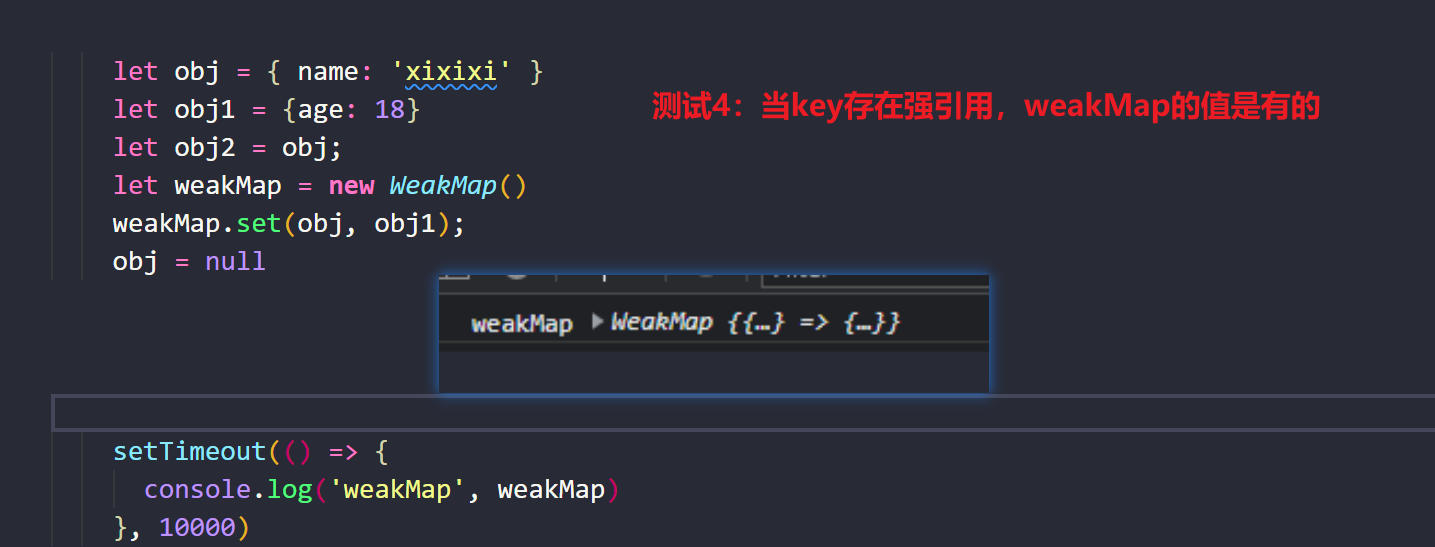 let obj = { name: 'xixixi' }
let obj1 = {age: 18}
测试4：当key存在强引用，weakMap的值是有的
let obj2 = obj;
let weakMap = new WeakMap()
weakMap.set(obj, obj1);
obj = null
weakMap ▶WeakMap {{…} => {…}}
setTimeout(() => {
console.log('weakMap', weakMap)
}, 10000)